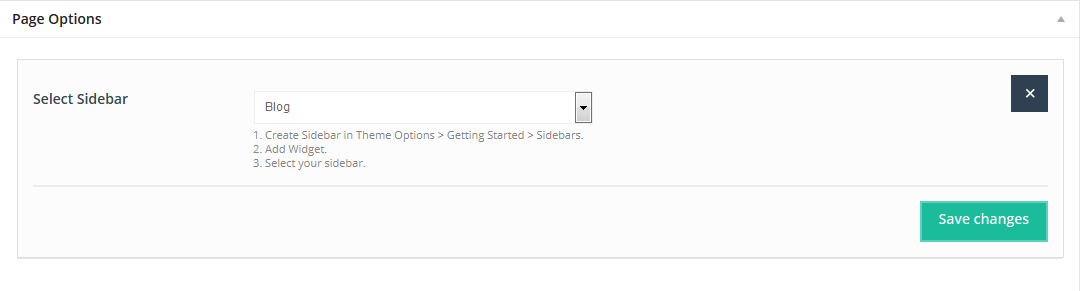 Page Options
Select Sidebar
Blog
1. Create Sidebar in Theme Options > Getting Started > Sidebars.
2. Add Widget.
3. Select your sidebar.
Save changes